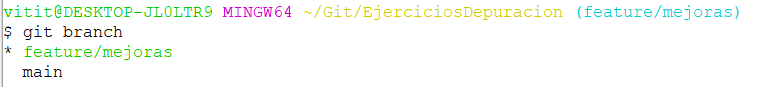 vitit@DESKTOP-JL0LTR9 MINGW64 ~/Git/EjerciciosDepuracion (feature/mejoras)
$ git branch
* feature/mejoras
  main